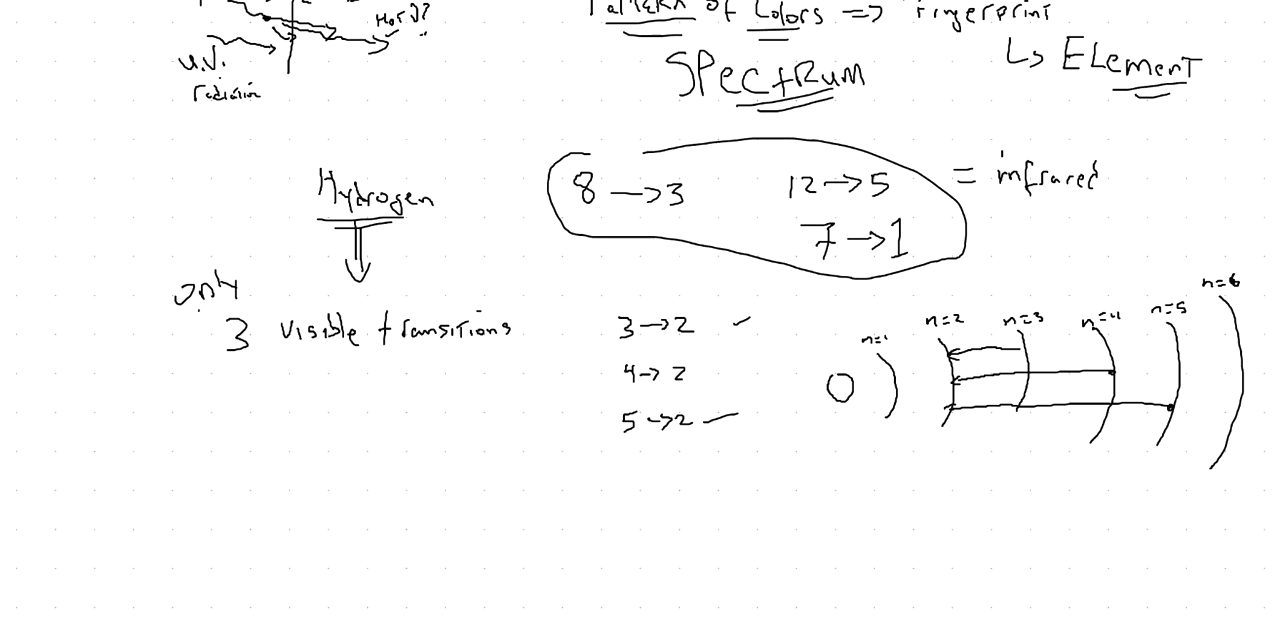 Pattern of Colors => Fingerprint
Hor ν??
U.V.
radiation
↳ ELement
SPectRum
Hydrogen
8 → 3
12 → 5
= infrared
7 → 1
only
3 visible transitions
3 → 2 ✓
4 → 2
5 → 2 ✓
n=1
n=2
n=3
n=4
n=5
n=6